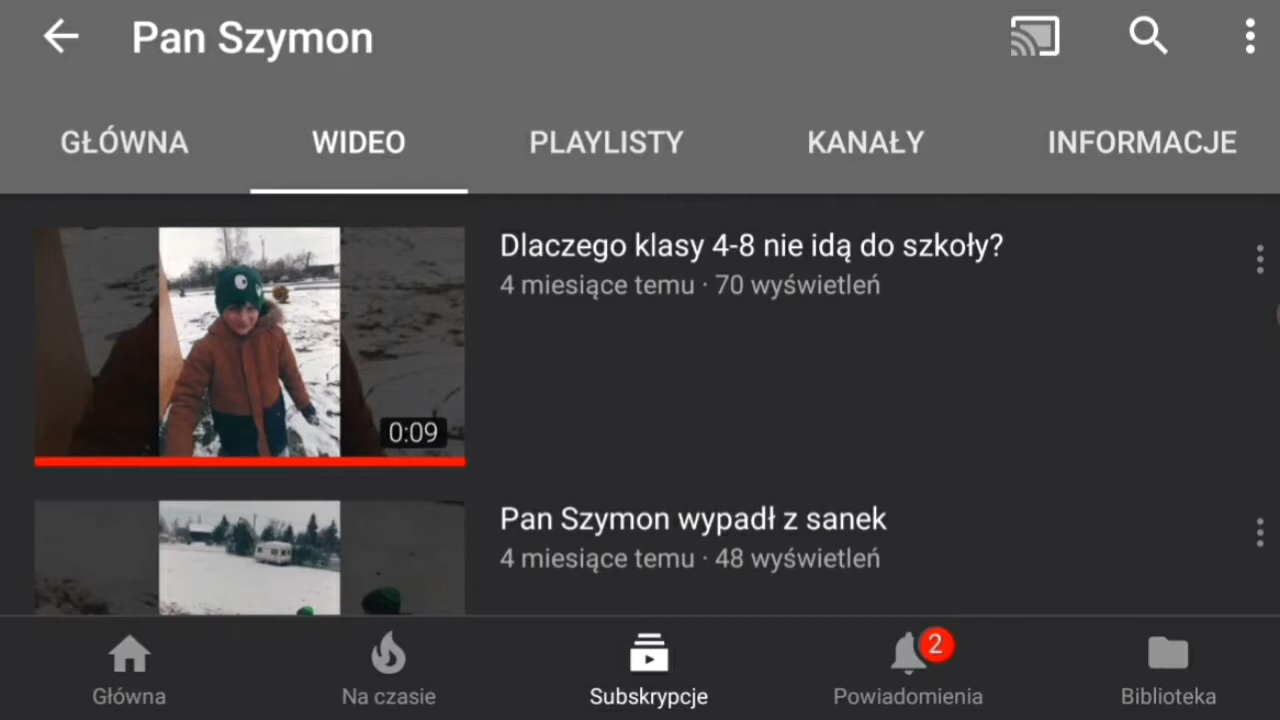 Pan Szymon
GŁÓWNA WIDEO PLAYLISTY KANAŁY INFORMACJE
Dlaczego klasy 4-8 nie idą do szkoły?
4 miesiące temu · 70 wyświetleń
0:09
Pan Szymon wypadł z sanek
4 miesiące temu · 48 wyświetleń
2
Główna Na czasie Subskrypcje Powiadomienia Biblioteka